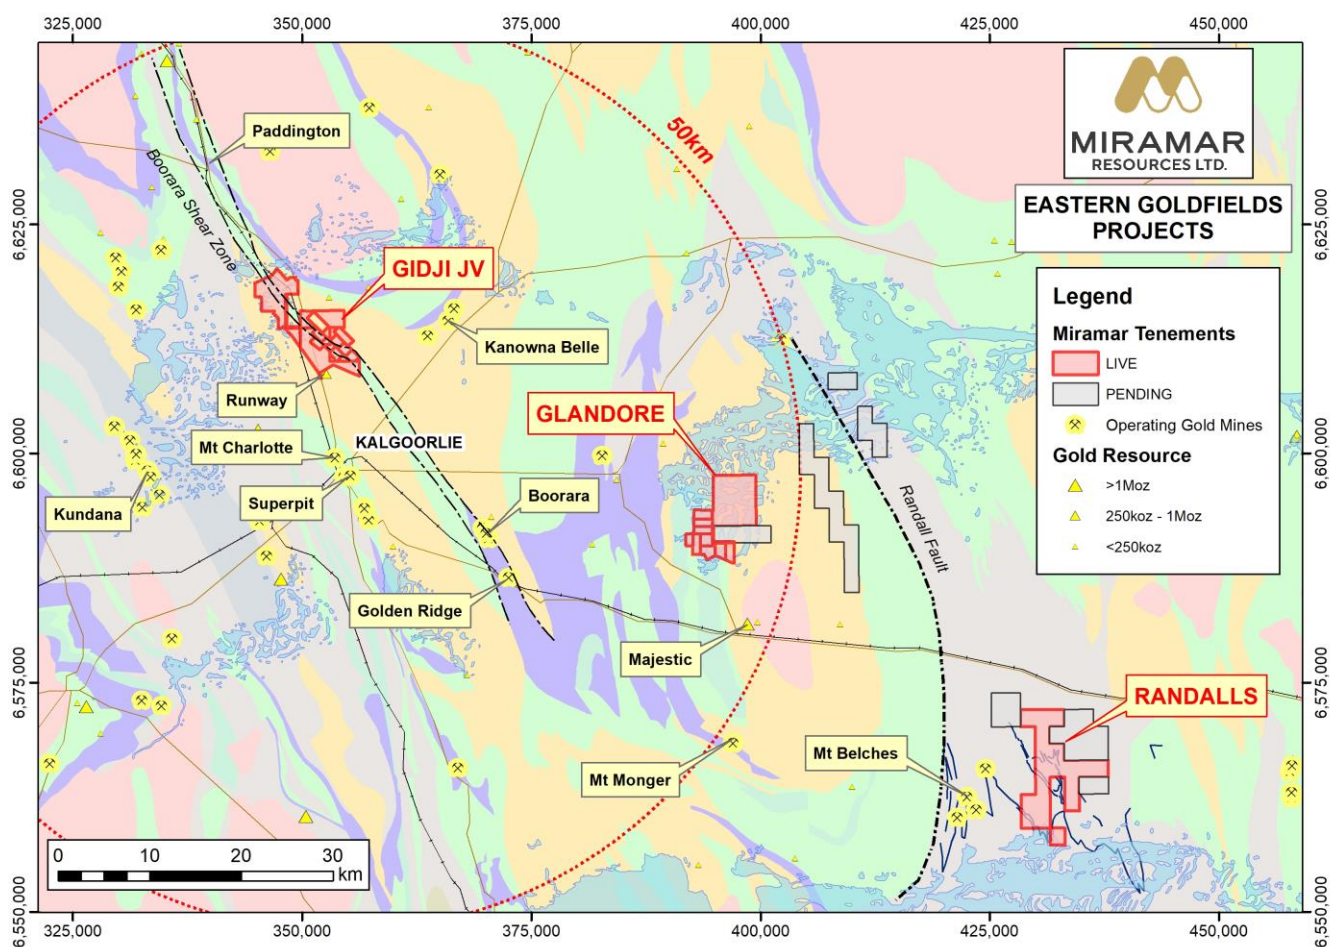 325,000
350,000
375,000
400,000
425,000
450,000
MIRAMAR
RESOURCES LTD.
EASTERN GOLDFIELDS
PROJECTS
Paddington
50km
Boorara Shear Zone
6,625,000
6,625,000
GIDJI JV
Legend
Miramar Tenements
LIVE
PENDING
Operating Gold Mines
Gold Resource
>1Moz
250koz - 1Moz
<250koz
Kanowna Belle
Runway
GLANDORE
KALGOORLIE
Mt Charlotte
6,600,000
6,600,000
Superpit
Boorara
Kundana
Randall Fault
Golden Ridge
Majestic
6,575,000
6,575,000
RANDALLS
Mt Belches
Mt Monger
0
10
20
30
km
6,550,000
6,550,000
325,000
350,000
375,000
400,000
425,000
450,000